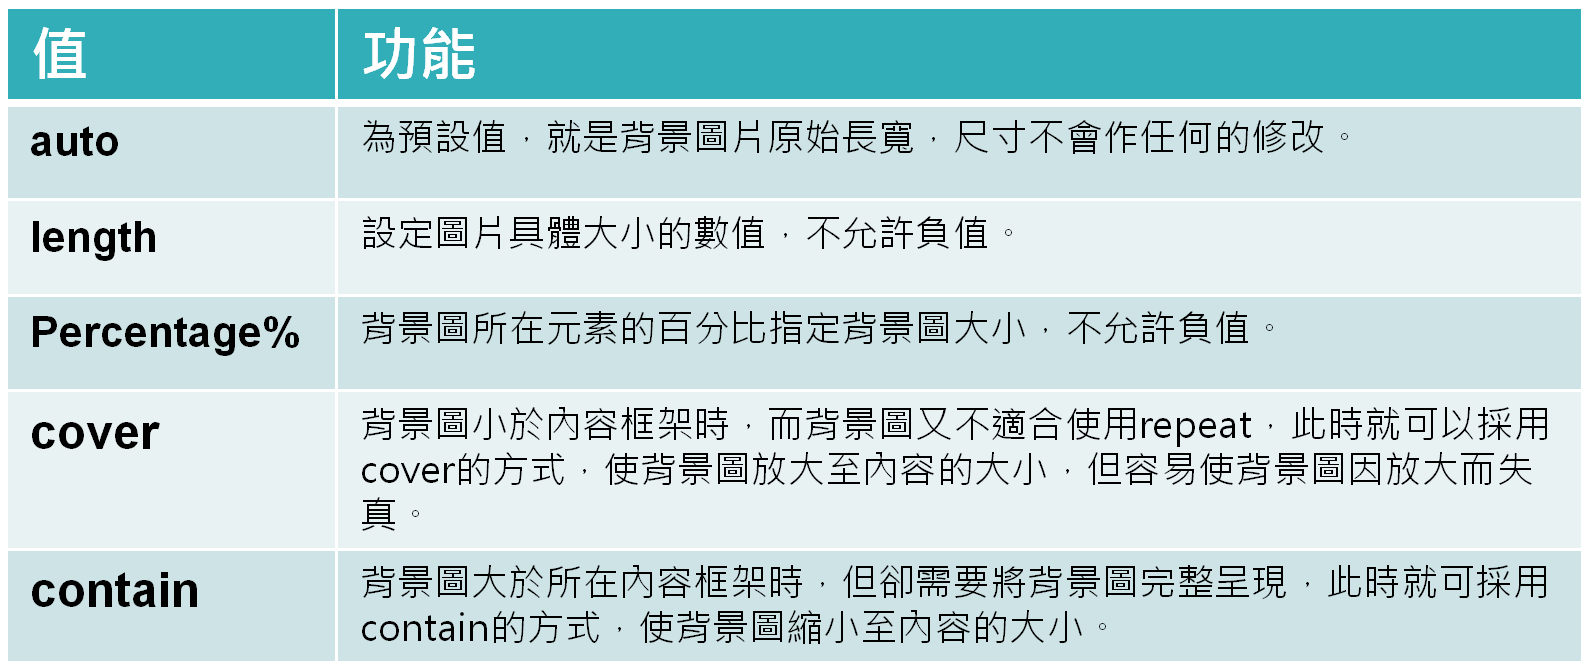 值
功能
auto
為預設值，就是背景圖片原始長寬，尺寸不會作任何的修改。
length
設定圖片具體大小的數值，不允許負值。
Percentage%
背景圖所在元素的百分比指定背景圖大小，不允許負值。
cover
背景圖小於內容框架時，而背景圖又不適合使用repeat，此時就可以採用
cover的方式，使背景圖放大至內容的大小，但容易使背景圖因放大而失
真。
contain
背景圖大於所在內容框架時，但卻需要將背景圖完整呈現，此時就可採用
contain的方式，使背景圖縮小至內容的大小。